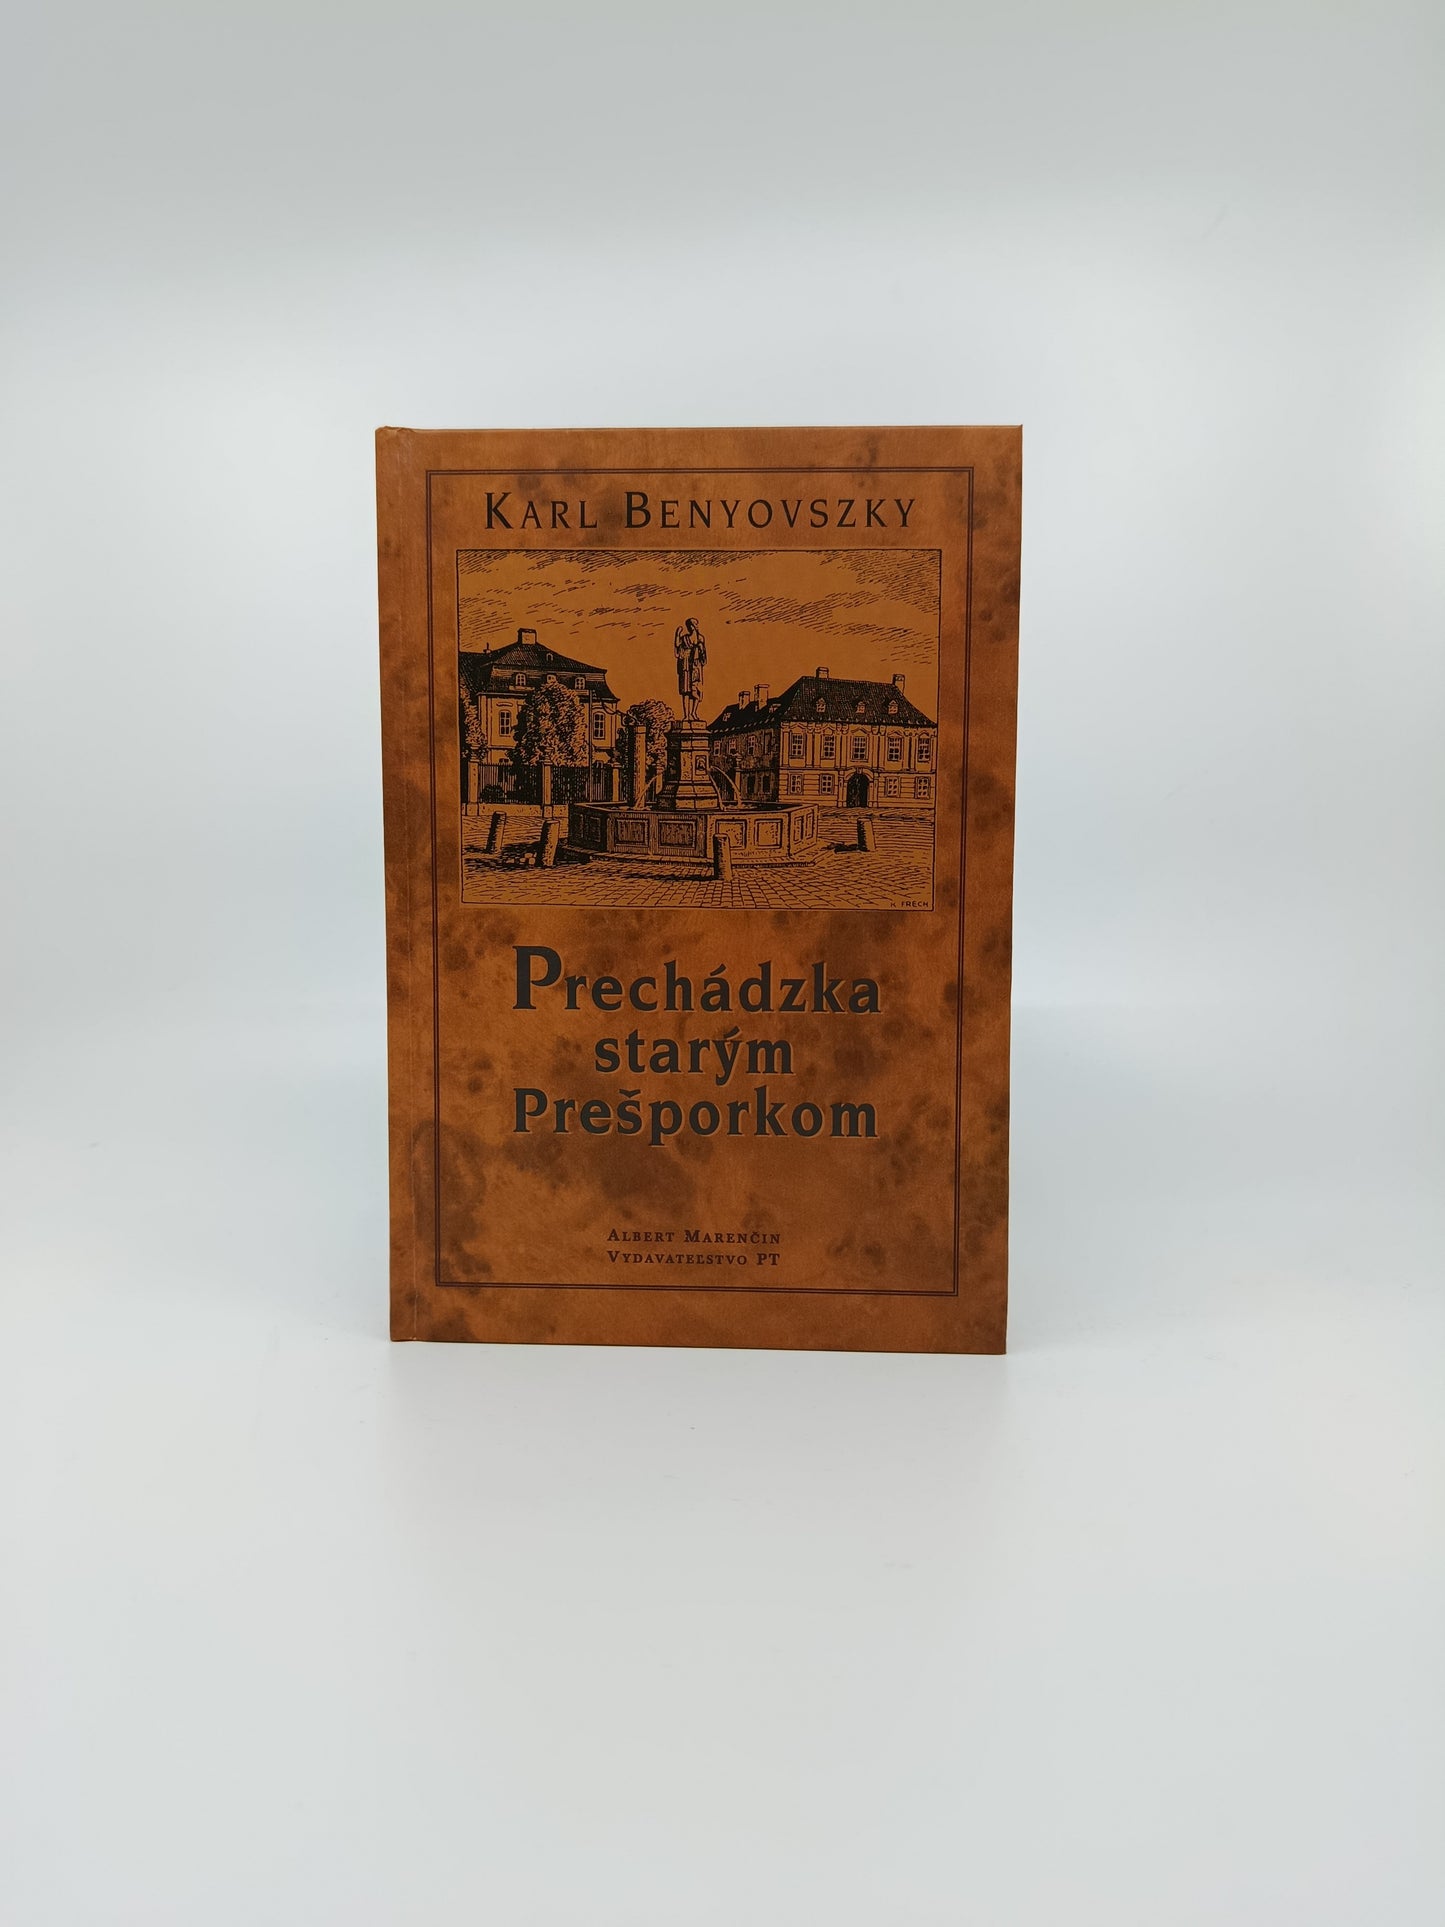 KARL BENYOVSZKY
K FRECH
Prechádzka
starým
Prešporkom
ALBERT MARENČIN
VYDAVATEĽSTVO PT